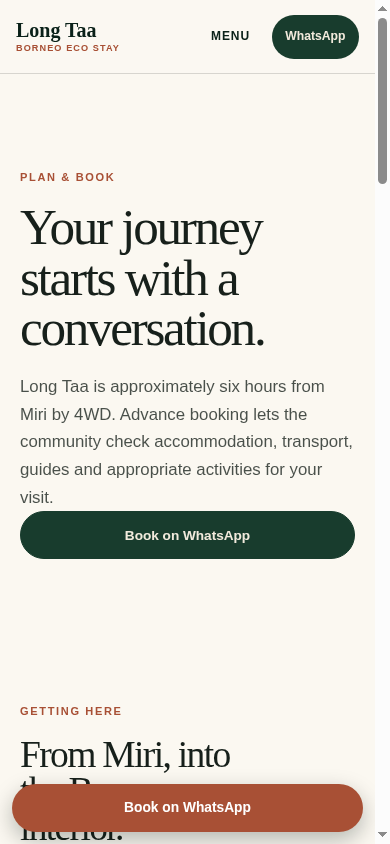 Long Taa
BORNEO ECO STAY
MENU
WhatsApp
PLAN & BOOK
Your journey
starts with a
conversation.
Long Taa is approximately six hours from
Miri by 4WD. Advance booking lets the
community check accommodation, transport,
guides and appropriate activities for your
visit.
Book on WhatsApp
GETTING HERE
From Miri, into
Book on WhatsApp
interior.